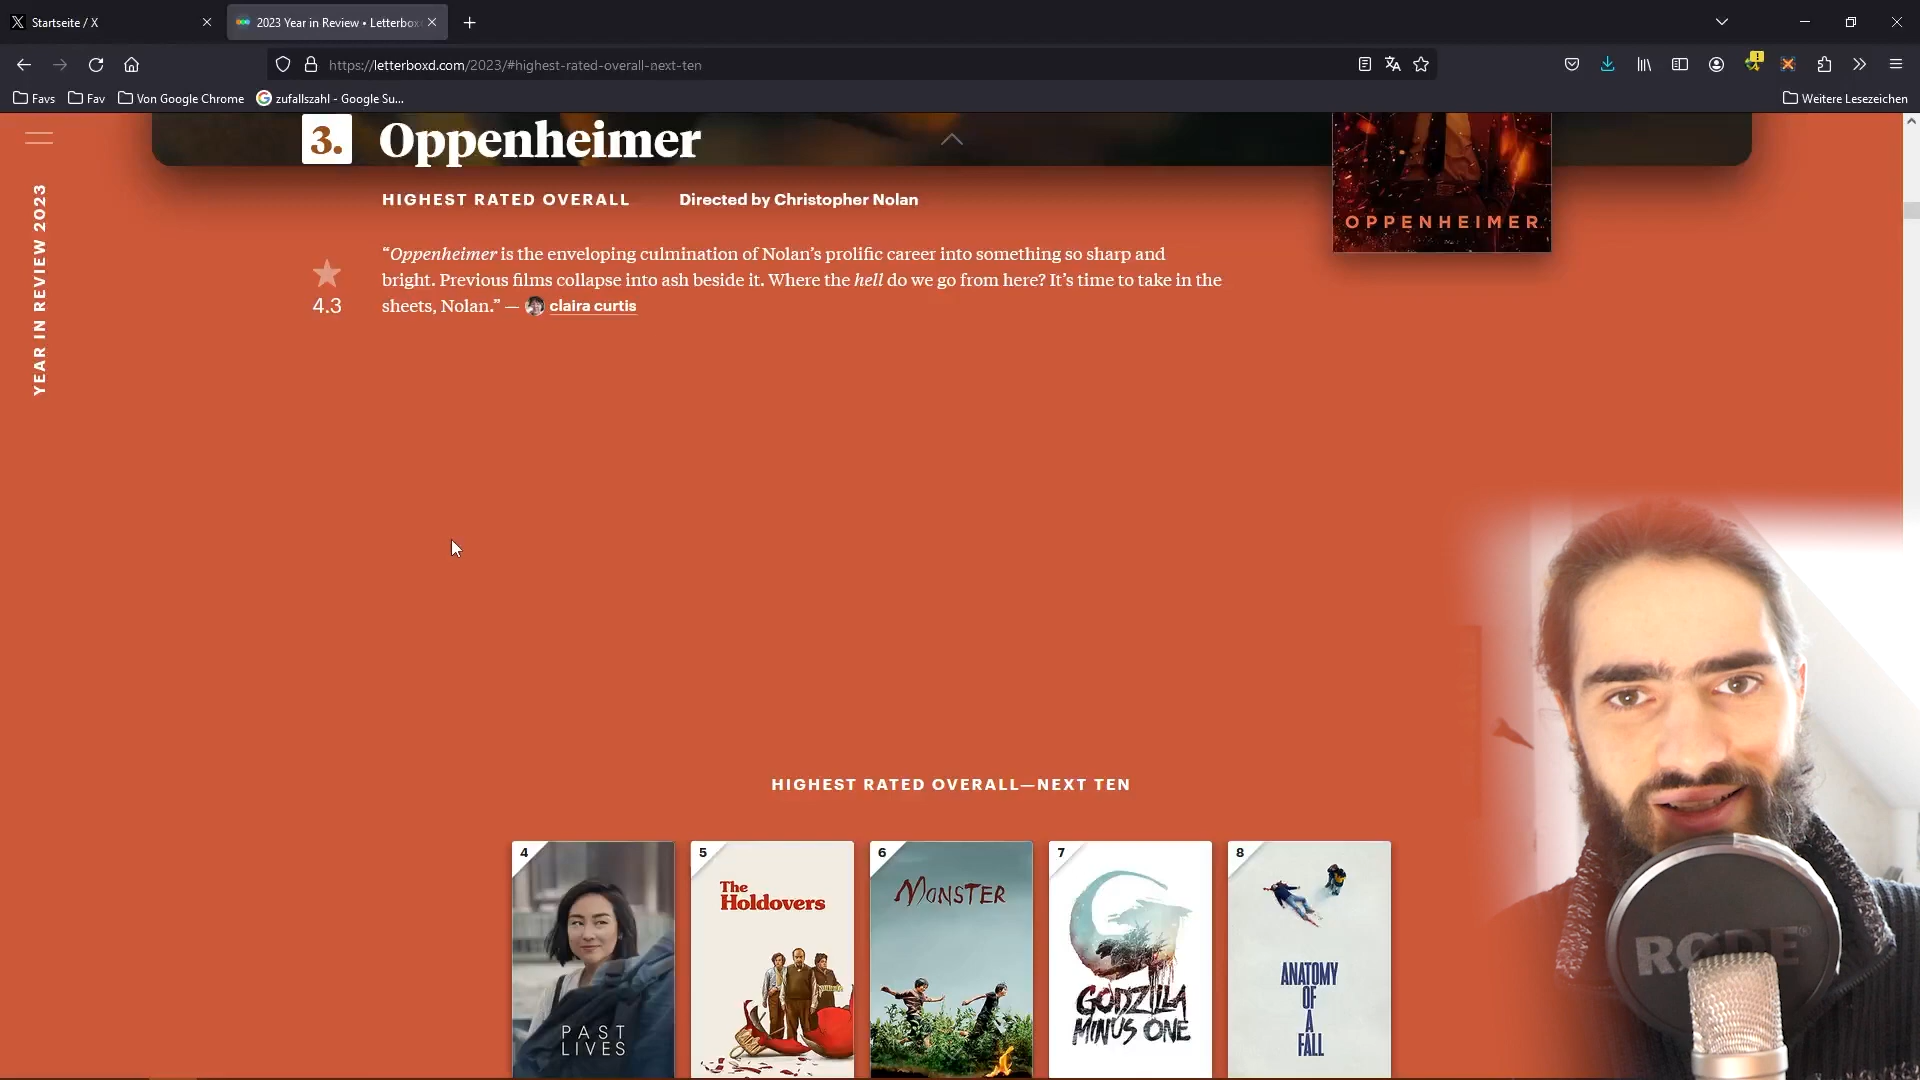 Startseite / X
2023 Year in Review • Letterbox
https://letterboxd.com/2023/#highest-rated-overall-next-ten
Favs
Fav
Von Google Chrome
zufallszahl - Google Su...
Weitere Lesezeichen
YEAR IN REVIEW 2023
3. Oppenheimer
HIGHEST RATED OVERALL
Directed by Christopher Nolan
OPPENHEIMER
4.3
“Oppenheimer is the enveloping culmination of Nolan’s prolific career into something so sharp and
bright. Previous films collapse into ash beside it. Where the hell do we go from here? It’s time to take in the
sheets, Nolan.” — claira curtis
HIGHEST RATED OVERALL—NEXT TEN
4
PAST
LIVES
5
The
Holdovers
6
MONSTER
7
GODZILLA
MINUS ONE
8
ANATOMY
OF
A
FALL
RODE